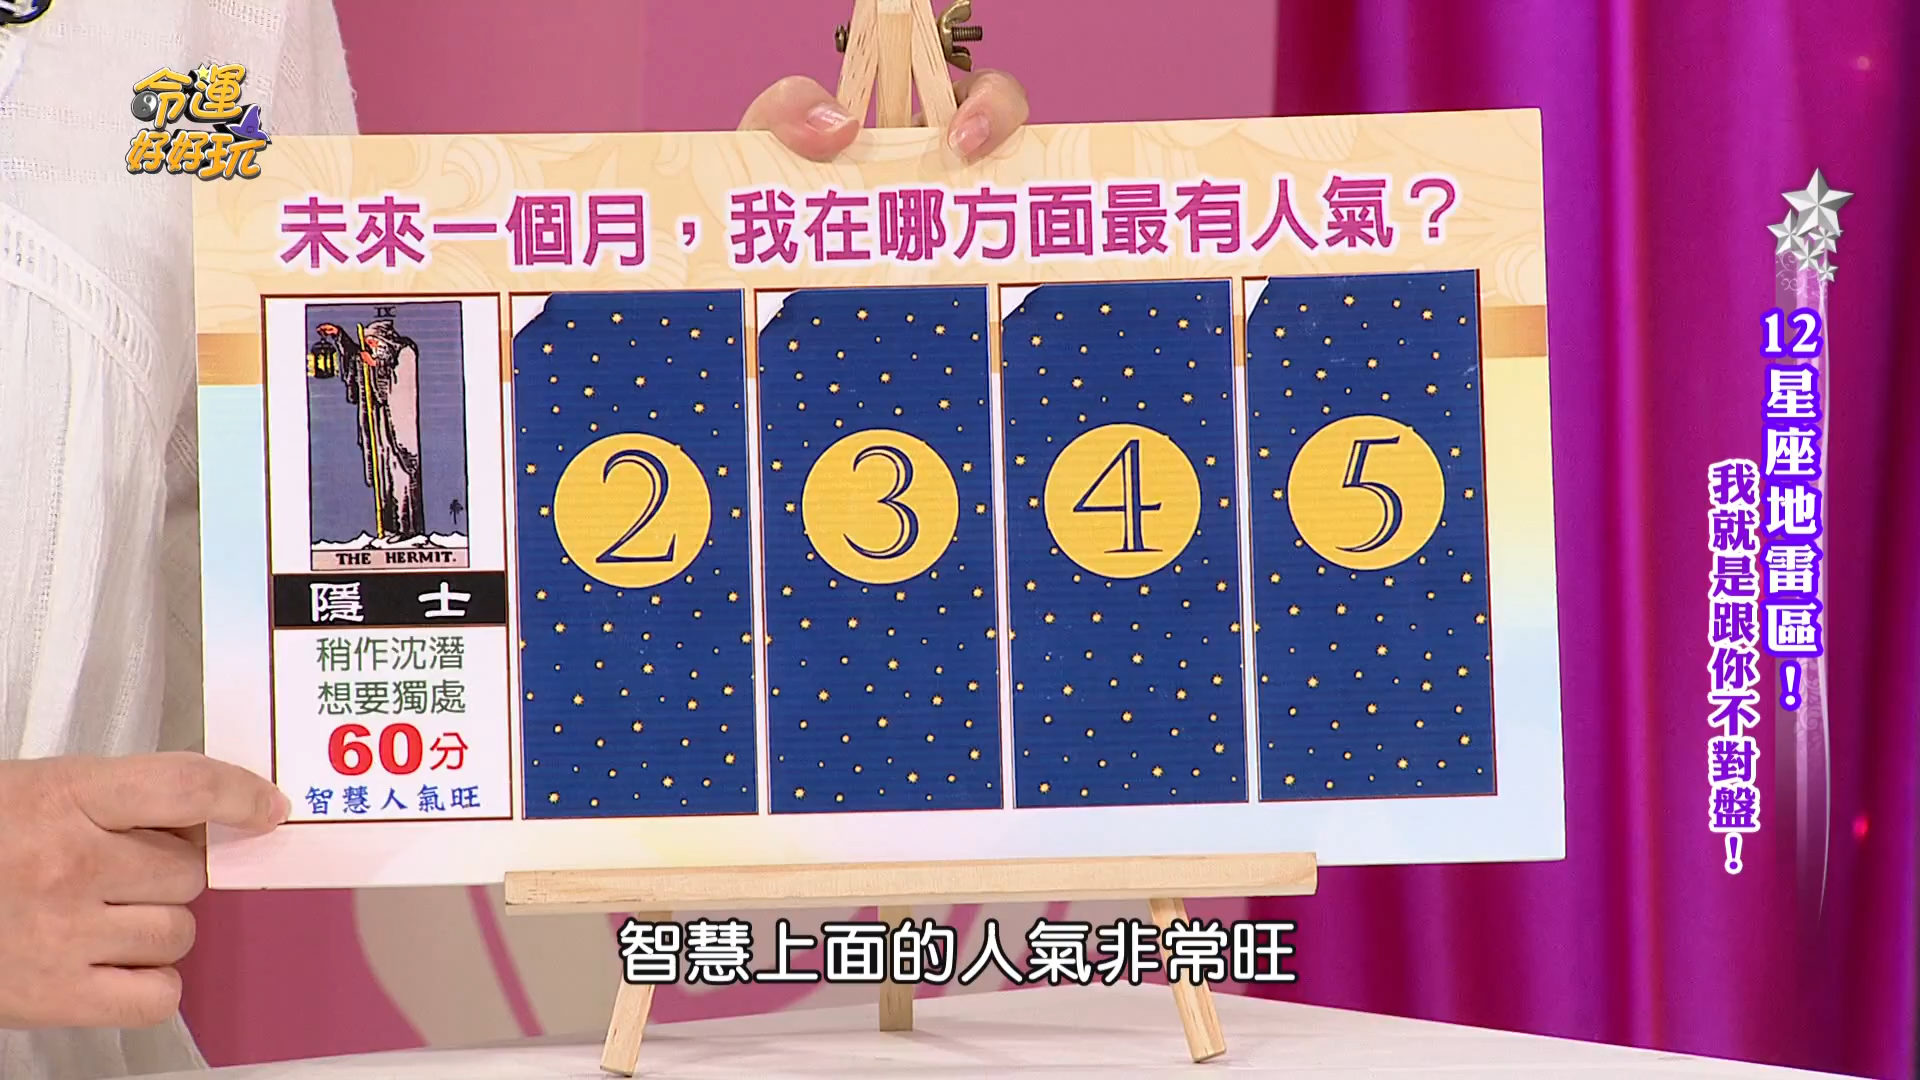 命運
好好玩
未來一個月，我在哪方面最有人氣？
IX
THE HERMIT.
隱士
稍作沈潛
想要獨處
60分
智慧人氣旺
2
3
4
5
12星座地雷區！
我就是跟你不對盤！
智慧上面的人氣非常旺